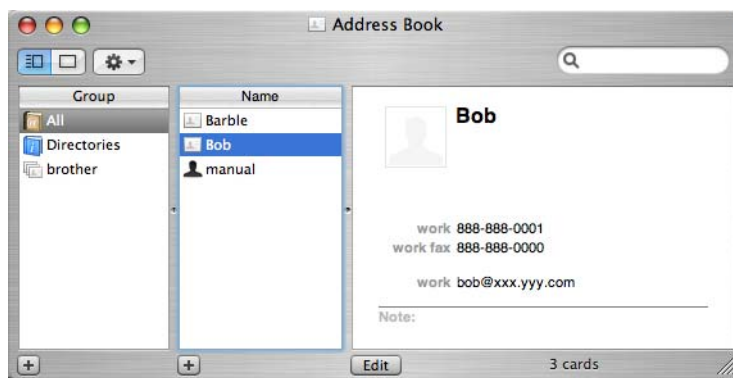 Address Book
Group
All
Directories
brother
Name
Barble
Bob
manual
Bob
work 888-888-0001
work fax 888-888-0000
work bob@xxx.yyy.com
Note:
Edit
3 cards